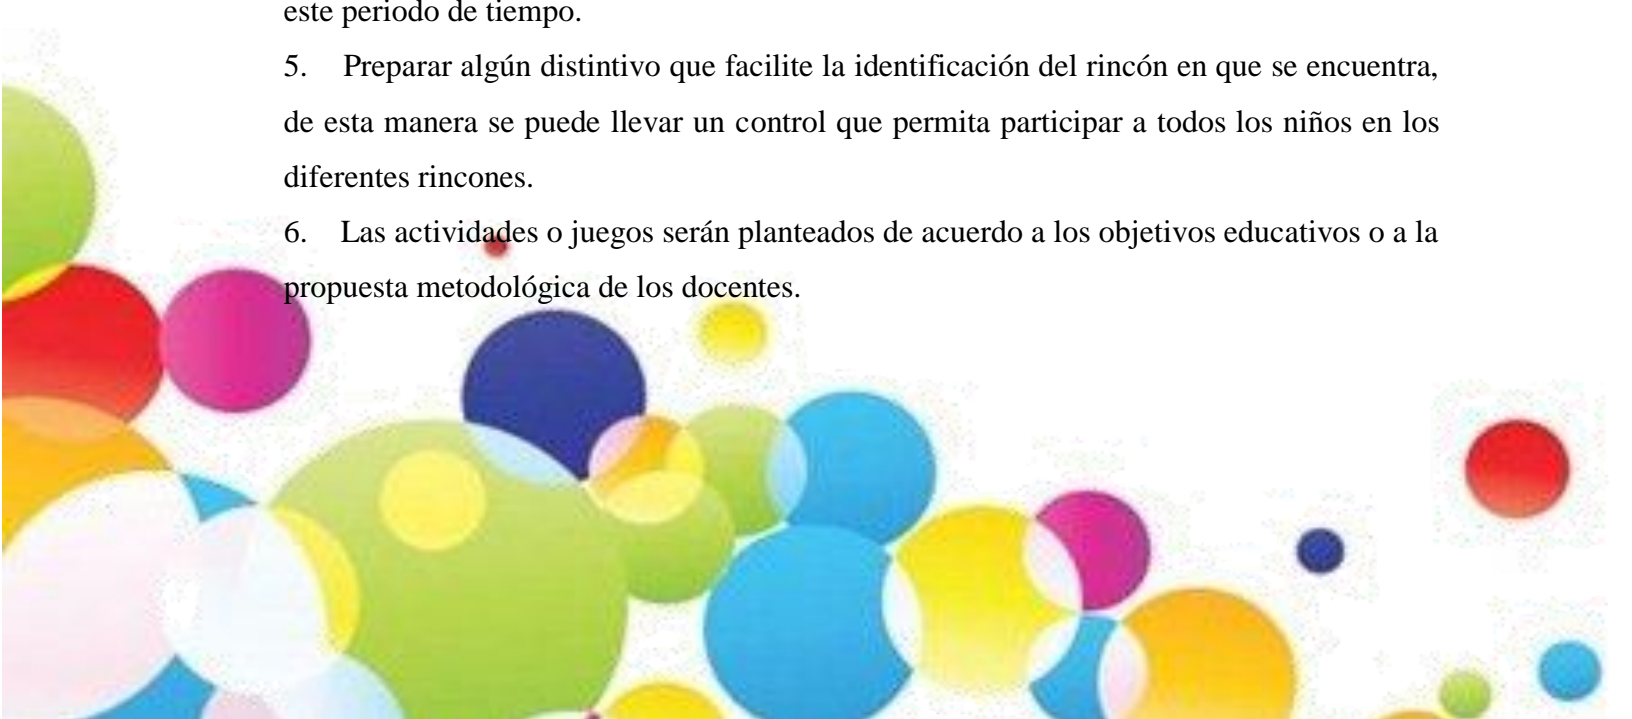 este periodo de tiempo.
5. Preparar algún distintivo que facilite la identificación del rincón en que se encuentra,
de esta manera se puede llevar un control que permita participar a todos los niños en los
diferentes rincones.
6. Las actividades o juegos serán planteados de acuerdo a los objetivos educativos o a la
propuesta metodológica de los docentes.